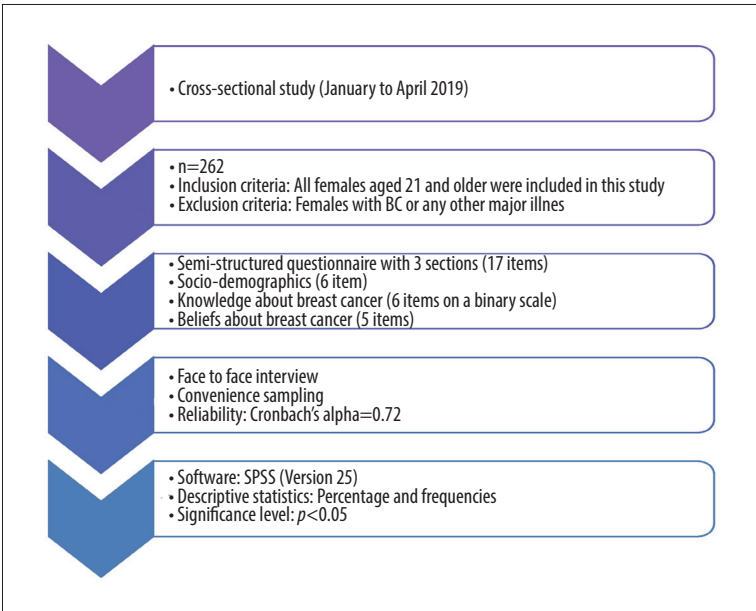 • Cross-sectional study (January to April 2019)
• n=262
• Inclusion criteria: All females aged 21 and older were included in this study
• Exclusion criteria: Females with BC or any other major illnes
• Semi-structured questionnaire with 3 sections (17 items)
• Socio-demographics (6 item)
• Knowledge about breast cancer (6 items on a binary scale)
• Beliefs about breast cancer (5 items)
• Face to face interview
• Convenience sampling
• Reliability: Cronbach's alpha=0.72
• Software: SPSS (Version 25)
• Descriptive statistics: Percentage and frequencies
• Significance level: p<0.05